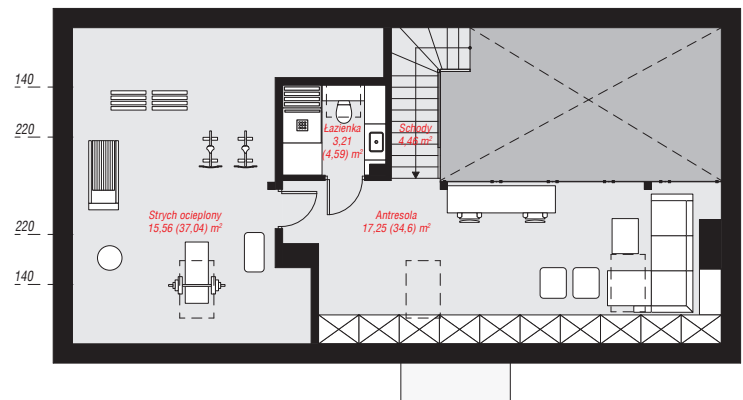 140
220
220
140
Łazienka
3,21
(4,59) m²
Schody
4,46 m²
Strych ocieplony
15,56 (37,04) m²
Antresola
17,25 (34,6) m²